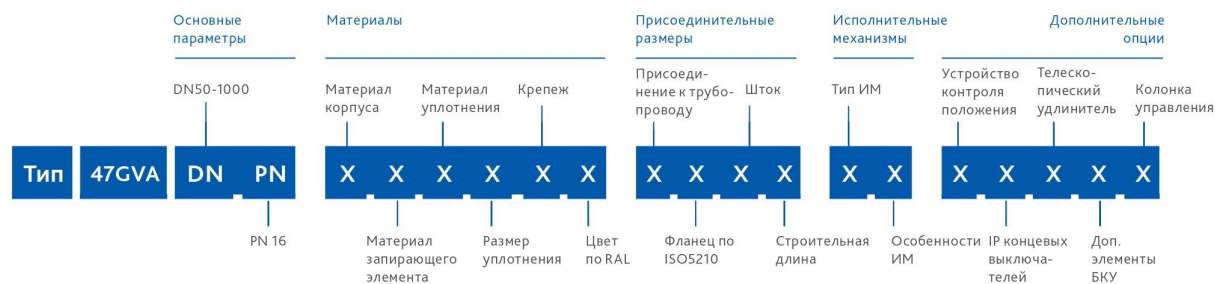 Основные
параметры
Материалы
Присоединительные
размеры
Исполнительные
механизмы
Дополнительные
опции
DN50-1000
Материал
корпуса
Материал
уплотнения
Крепеж
Присоеди-
нение к трубо-
проводу
Шток
Тип ИМ
Устройство
контроля
положения
Телеско-
пический
удлинитель
Колонка
управления
Тип 47GVA DN PN X X X X X X X X X X X X X X X X X
PN 16
Материал
запирающего
элемента
Размер
уплотнения
Цвет
по RAL
Фланец по
ISO5210
Строительная
длина
Особенности
ИМ
IP концевых
выключа-
телей
Доп.
элементы
БКУ